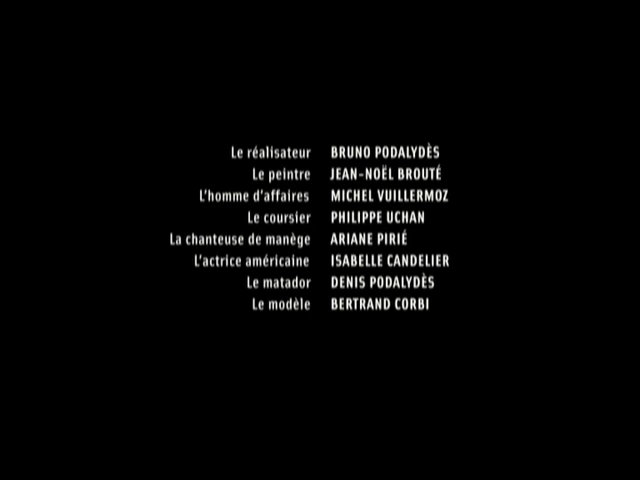 Le réalisateur BRUNO PODALYDÈS
Le peintre JEAN-NOËL BROUTÉ
L'homme d'affaires MICHEL VUILLERMOZ
Le coursier PHILIPPE UCHAN
La chanteuse de manège ARIANE PIRIÉ
L'actrice américaine ISABELLE CANDELIER
Le matador DENIS PODALYDÈS
Le modèle BERTRAND CORBI